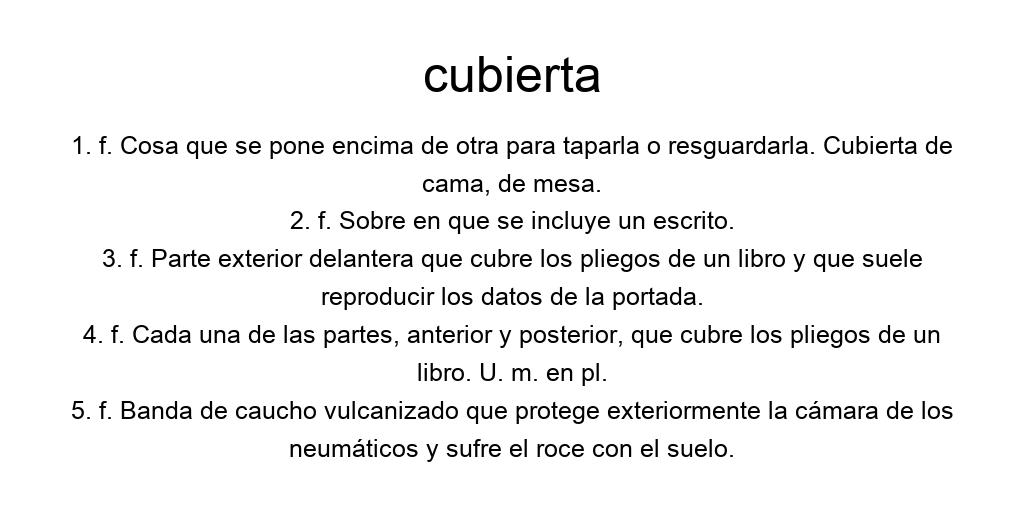 cubierta
1. f. Cosa que se pone encima de otra para taparla o resguardarla. Cubierta de
cama, de mesa.
2. f. Sobre en que se incluye un escrito.
3. f. Parte exterior delantera que cubre los pliegos de un libro y que suele
reproducir los datos de la portada.
4. f. Cada una de las partes, anterior y posterior, que cubre los pliegos de un
libro. U. m. en pl.
5. f. Banda de caucho vulcanizado que protege exteriormente la cámara de los
neumáticos y sufre el roce con el suelo.